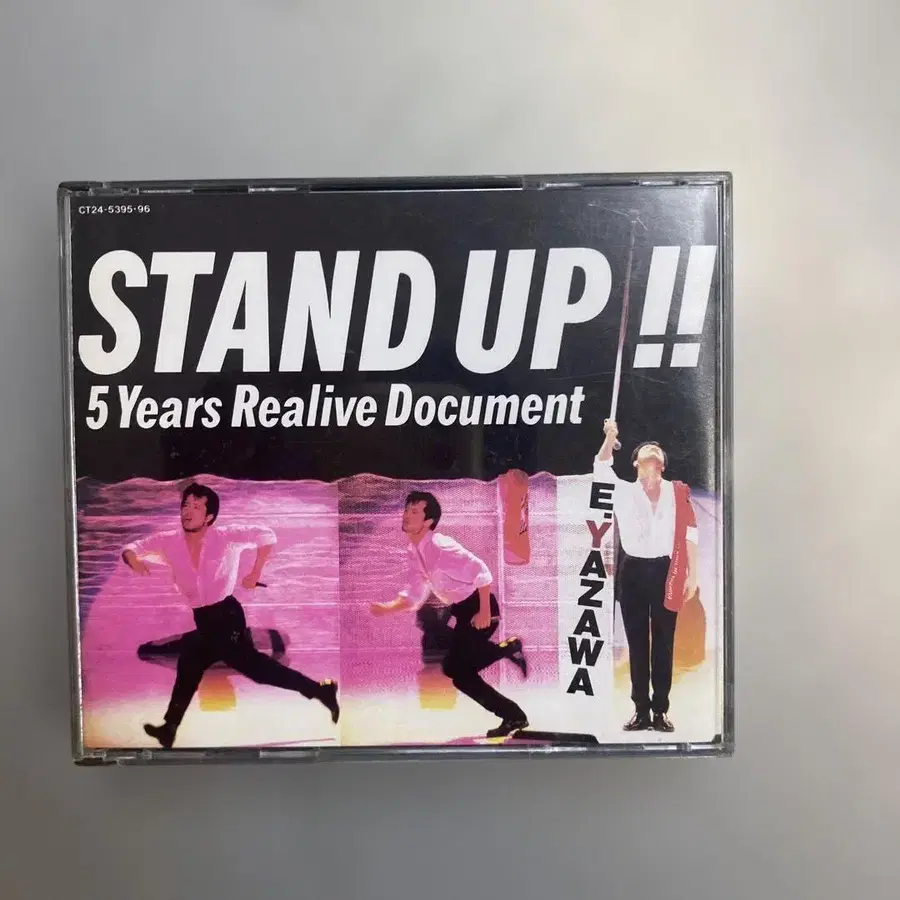 CT24-5395·96
STAND UP !!
5 Years Realive Document
E.YAZAWA